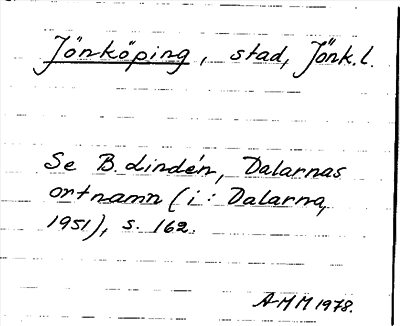 Jönköping, stad, Jönk.l.
Se B. Lindén, Dalarnas
ortnamn (i: Dalarna,
1951), s. 162.
AMM 1978.